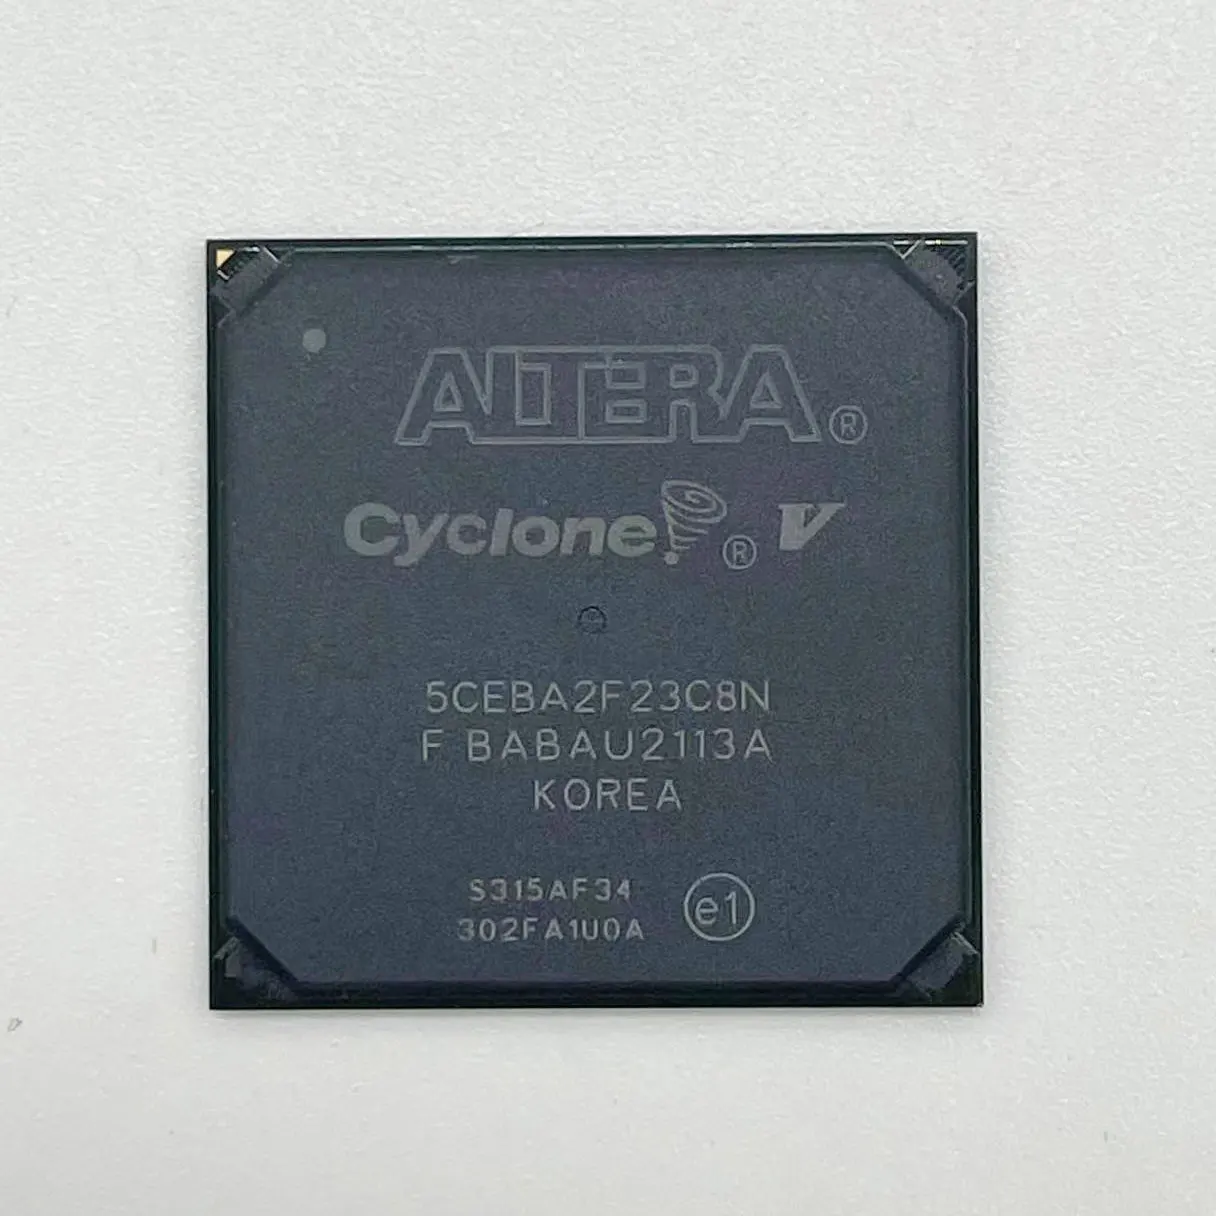 ALTERA®
Cyclone® V
5CEBA2F23C8N
F BABAU2113A
KOREA
S315AF34
302FA1U0A
e1